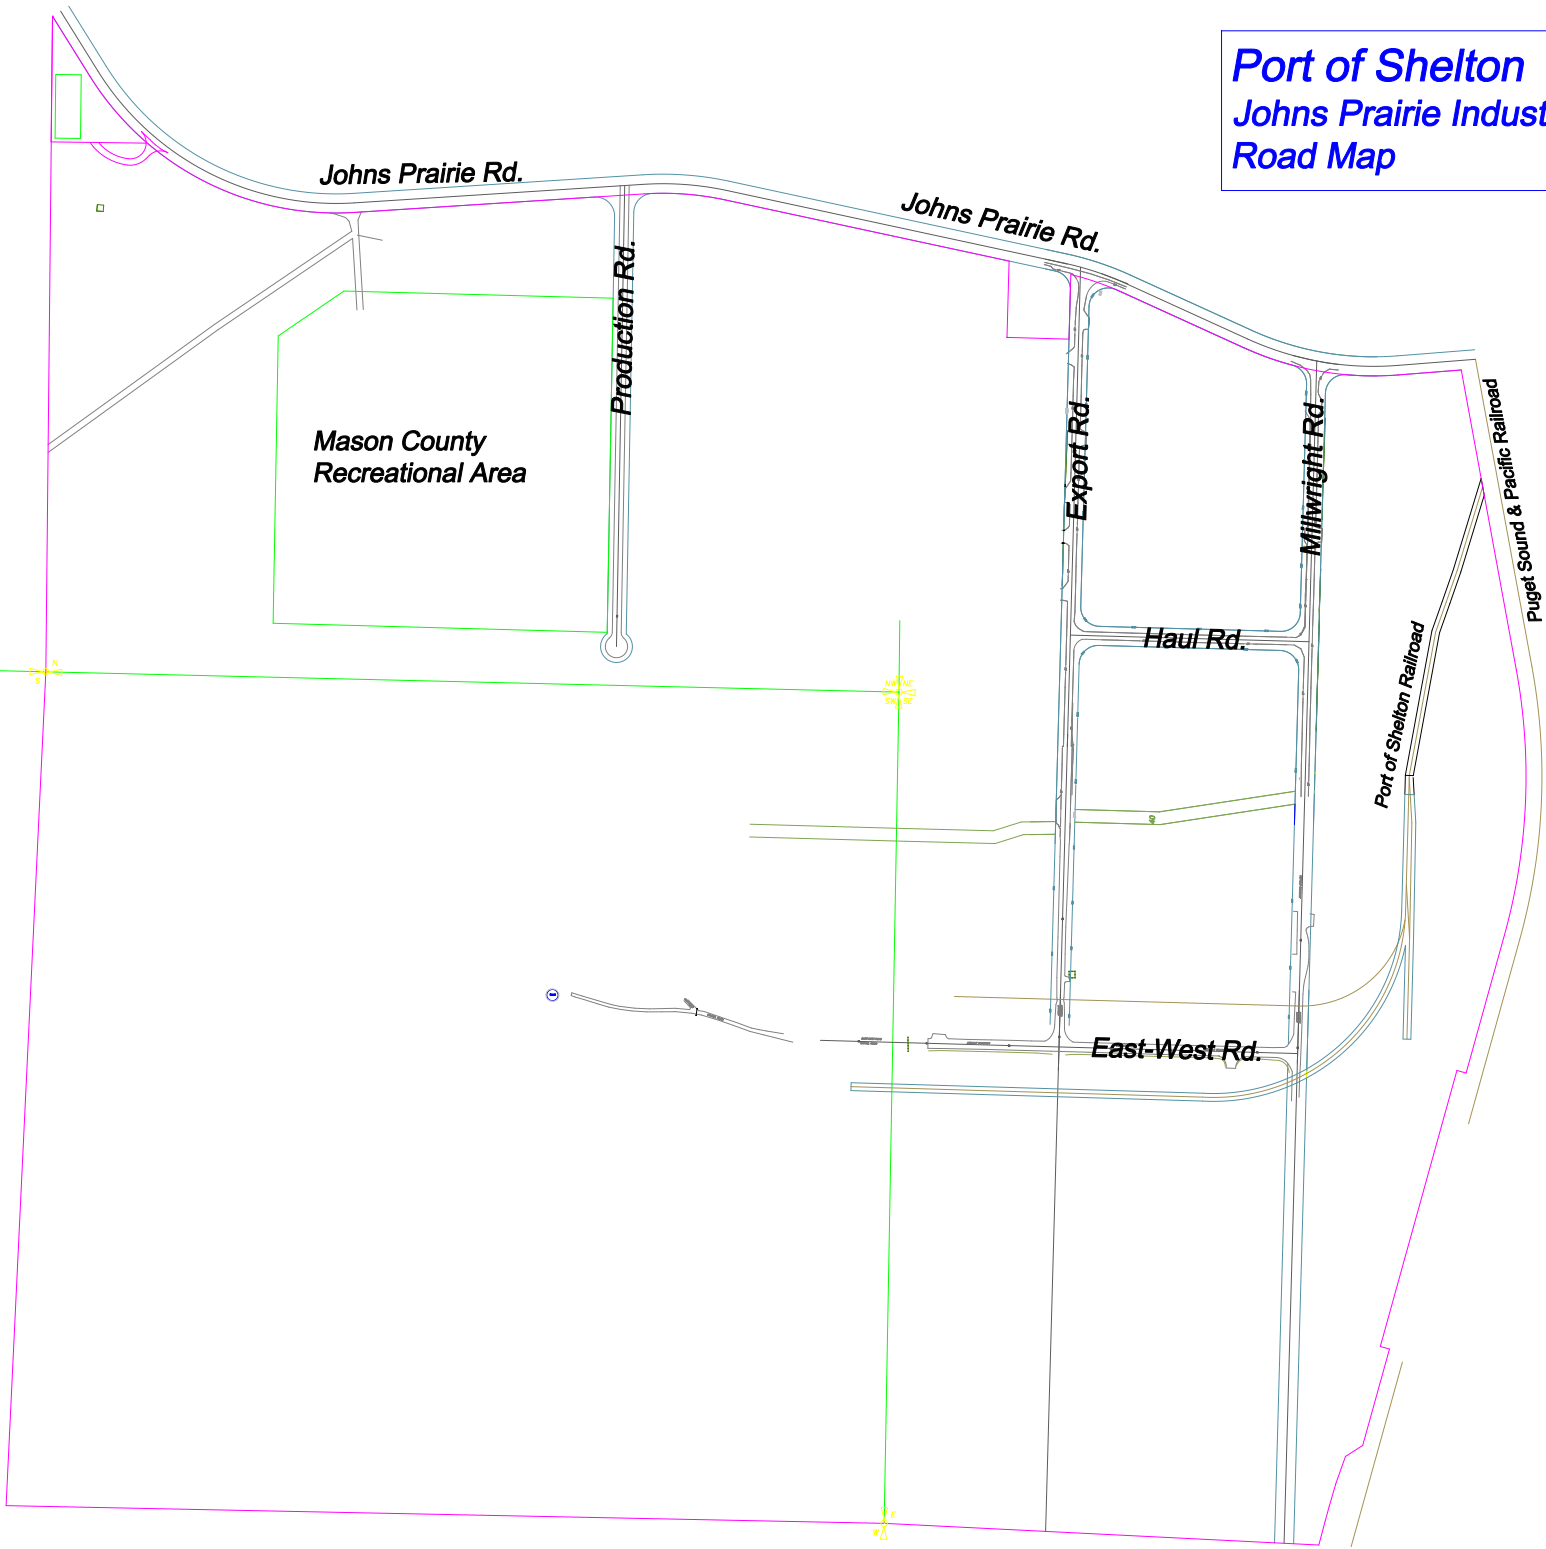 Port of Shelton
Johns Prairie Indust
Road Map
Johns Prairie Rd.
Johns Prairie Rd.
Production Rd.
Mason County
Recreational Area
Export Rd.
Millwright Rd.
Puget Sound & Pacific Railroad
Haul Rd.
Port of Shelton Railroad
40
East-West Rd.